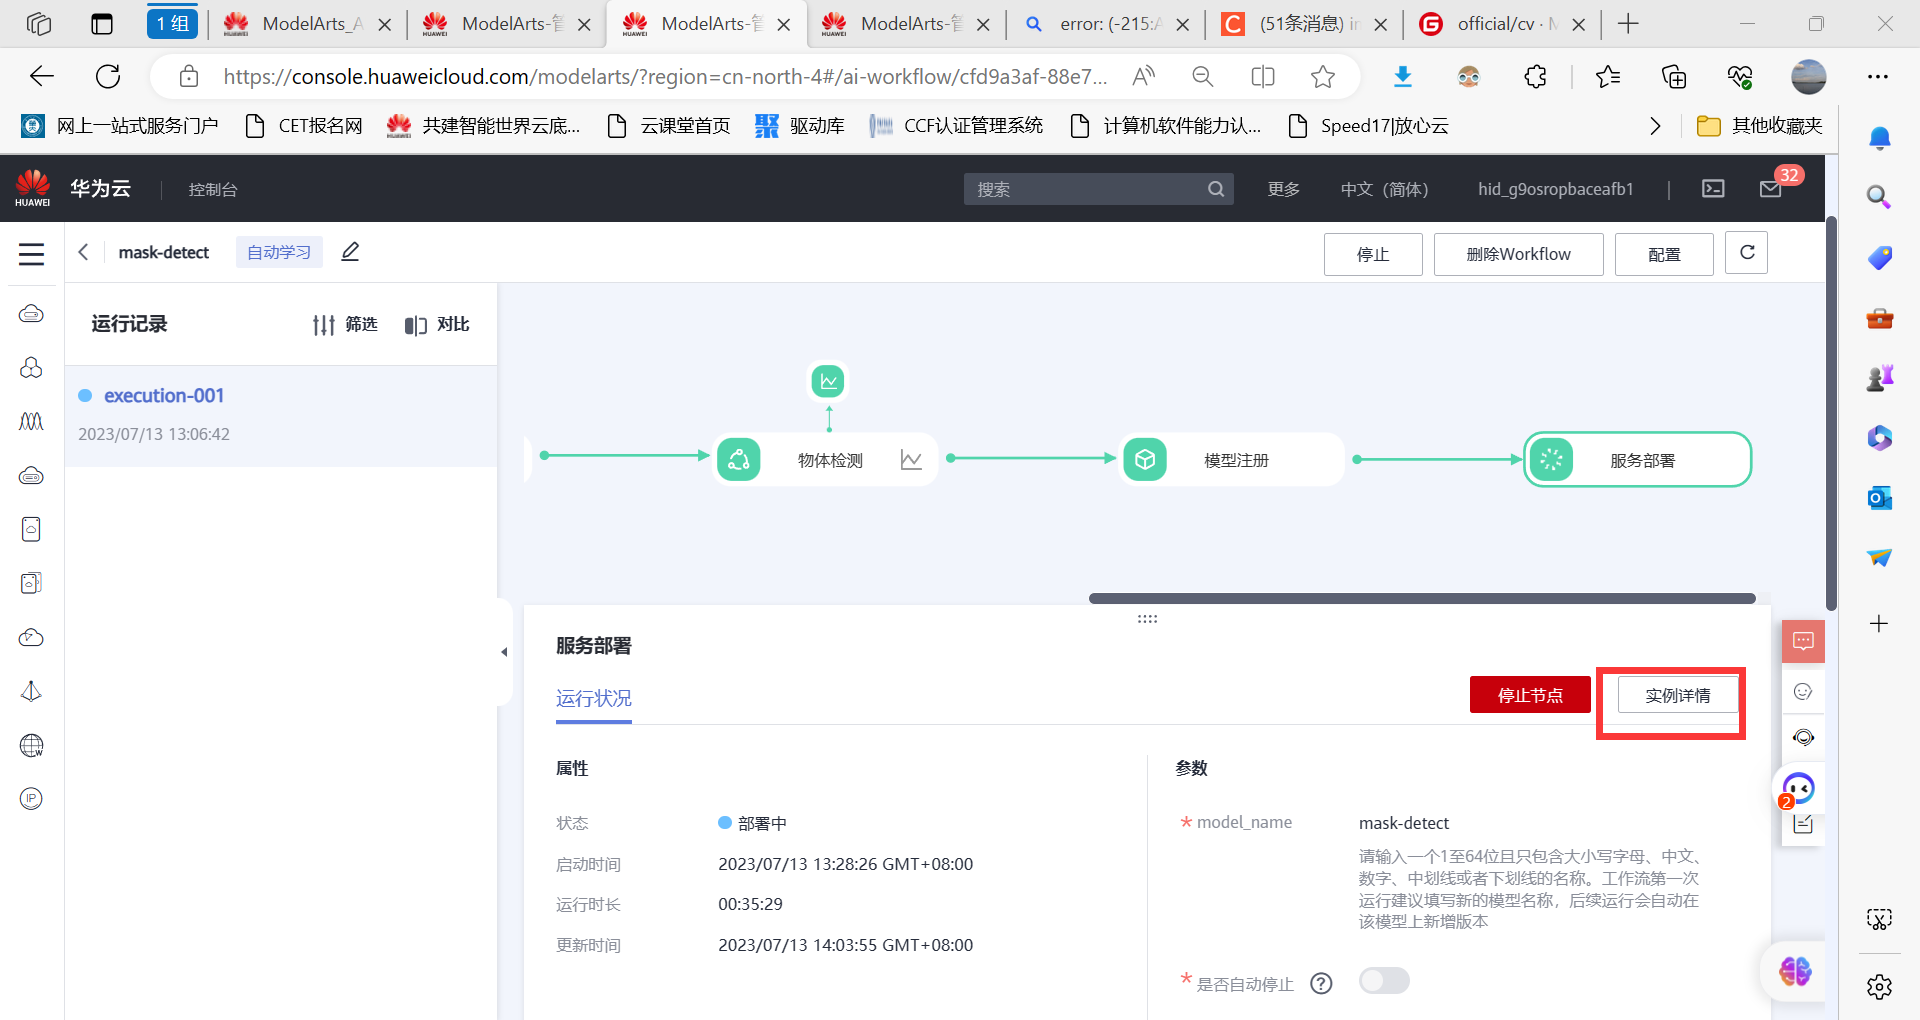 1 组
ModelArts_A
ModelArts-管
ModelArts-管
ModelArts-管
error: (-215:A
(51条消息) in
official/cv · M
https://console.huaweicloud.com/modelarts/?region=cn-north-4#/ai-workflow/cfd9a3af-88e7...
网上一站式服务门户
CET报名网
共建智能世界云底...
云课堂首页
驱动库
CCF认证管理系统
计算机软件能力认...
Speed17|放心云
其他收藏夹
HUAWEI
华为云
控制台
搜索
更多
中文（简体）
hid_g9osropbaceafb1
32
mask-detect
自动学习
停止
删除Workflow
配置
运行记录
筛选
对比
execution-001
2023/07/13 13:06:42
物体检测
模型注册
服务部署
服务部署
运行状况
停止节点
实例详情
属性
状态
部署中
启动时间
2023/07/13 13:28:26 GMT+08:00
运行时长
00:35:29
更新时间
2023/07/13 14:03:55 GMT+08:00
参数
* model_name
mask-detect
请输入一个1至64位且只包含大小写字母、中文、
数字、中划线或者下划线的名称。工作流第一次
运行建议填写新的模型名称，后续运行会自动在
该模型上新增版本
* 是否自动停止
2
IP